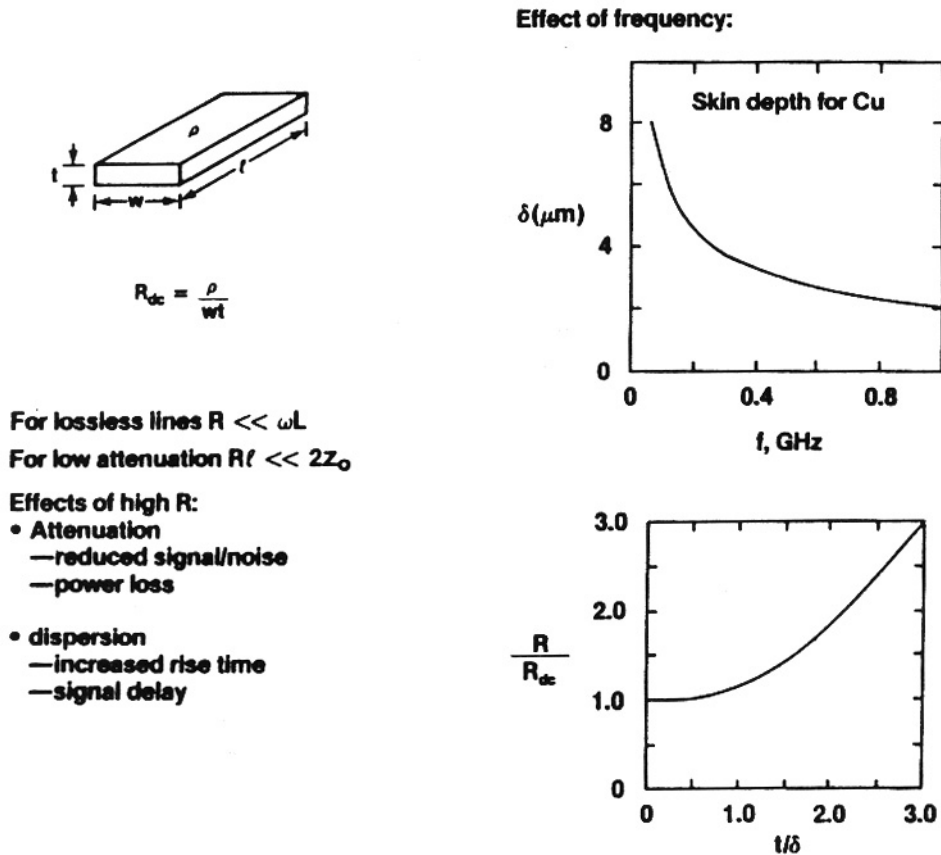 ρ
t
w
ℓ
R_dc = ρ / wt
For lossless lines R << ωL
For low attenuation Rℓ << 2Z_o
Effects of high R:
• Attenuation
—reduced signal/noise
—power loss
• dispersion
—increased rise time
—signal delay
Effect of frequency:
Skin depth for Cu
8
δ(μm)
4
0
0 0.4 0.8
f, GHz
3.0
2.0
R / R_dc
1.0
0
0 1.0 2.0 3.0
t/δ